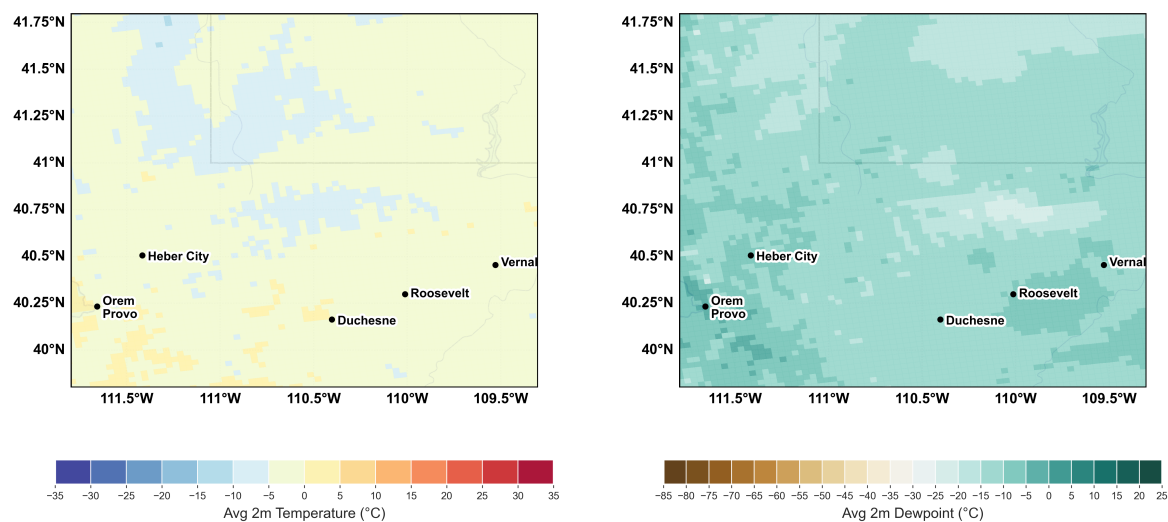 41.75°N
41.5°N
41.25°N
41°N
40.75°N
40.5°N
40.25°N
40°N
Heber City
Vernal
Roosevelt
Orem
Provo
Duchesne
111.5°W 111°W 110.5°W 110°W 109.5°W
−35 −30 −25 −20 −15 −10 −5 0 5 10 15 20 25 30 35
Avg 2m Temperature (°C)
41.75°N
41.5°N
41.25°N
41°N
40.75°N
40.5°N
40.25°N
40°N
Heber City
Vernal
Roosevelt
Orem
Provo
Duchesne
111.5°W 111°W 110.5°W 110°W 109.5°W
−85 −80 −75 −70 −65 −60 −55 −50 −45 −40 −35 −30 −25 −20 −15 −10 −5 0 5 10 15 20 25
Avg 2m Dewpoint (°C)